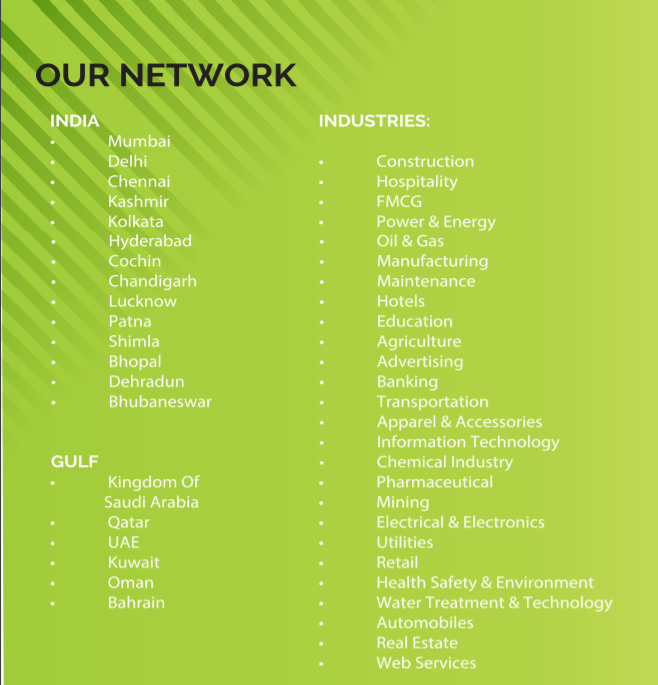 OUR NETWORK
INDIA
• Mumbai
• Delhi
• Chennai
• Kashmir
• Kolkata
• Hyderabad
• Cochin
• Chandigarh
• Lucknow
• Patna
• Shimla
• Bhopal
• Dehradun
• Bhubaneswar
GULF
• Kingdom Of
Saudi Arabia
• Qatar
• UAE
• Kuwait
• Oman
• Bahrain
INDUSTRIES:
• Construction
• Hospitality
• FMCG
• Power & Energy
• Oil & Gas
• Manufacturing
• Maintenance
• Hotels
• Education
• Agriculture
• Advertising
• Banking
• Transportation
• Apparel & Accessories
• Information Technology
• Chemical Industry
• Pharmaceutical
• Mining
• Electrical & Electronics
• Utilities
• Retail
• Health Safety & Environment
• Water Treatment & Technology
• Automobiles
• Real Estate
• Web Services